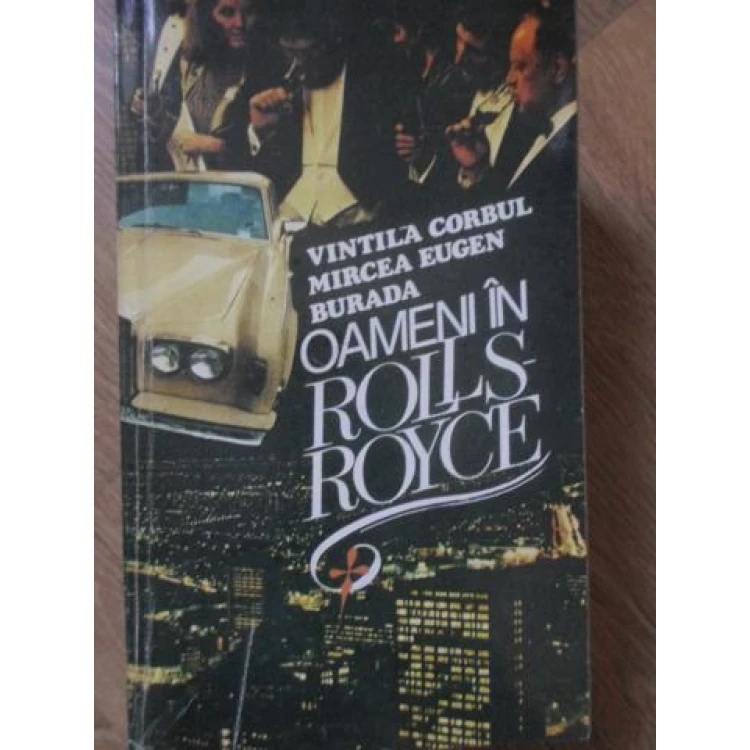 VINTILA CORBUL
MIRCEA EUGEN
BURADA
OAMENI ÎN
ROLLS-
ROYCE